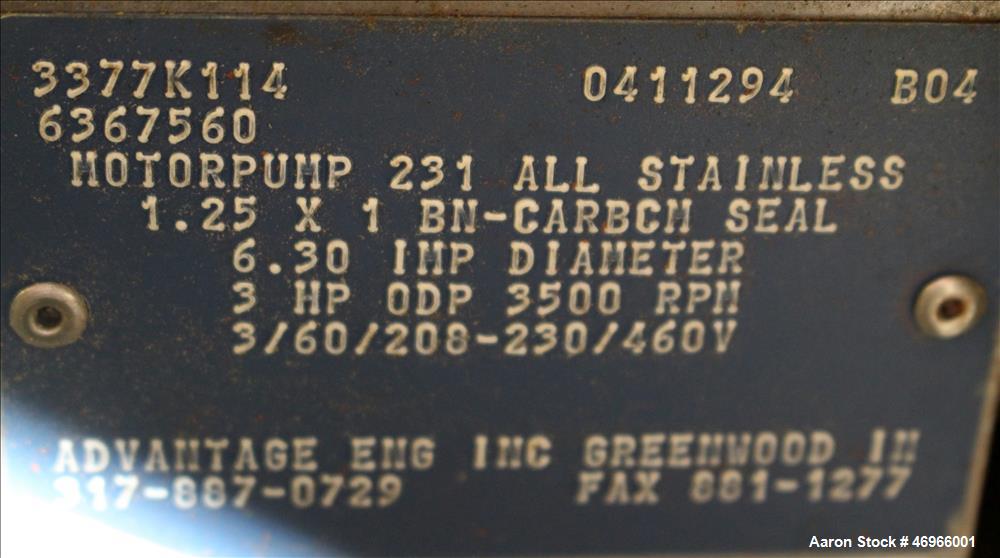 3377K114 0411294 B04
6367560
MOTORPUMP 231 ALL STAINLESS
1.25 X 1 BN-CARBCM SEAL
6.30 IMP DIAMETER
3 HP ODP 3500 RPM
3/60/208-230/460V
ADVANTAGE ENG INC GREENWOOD IN
317-887-0729 FAX 881-1277
Aaron Stock # 46966001